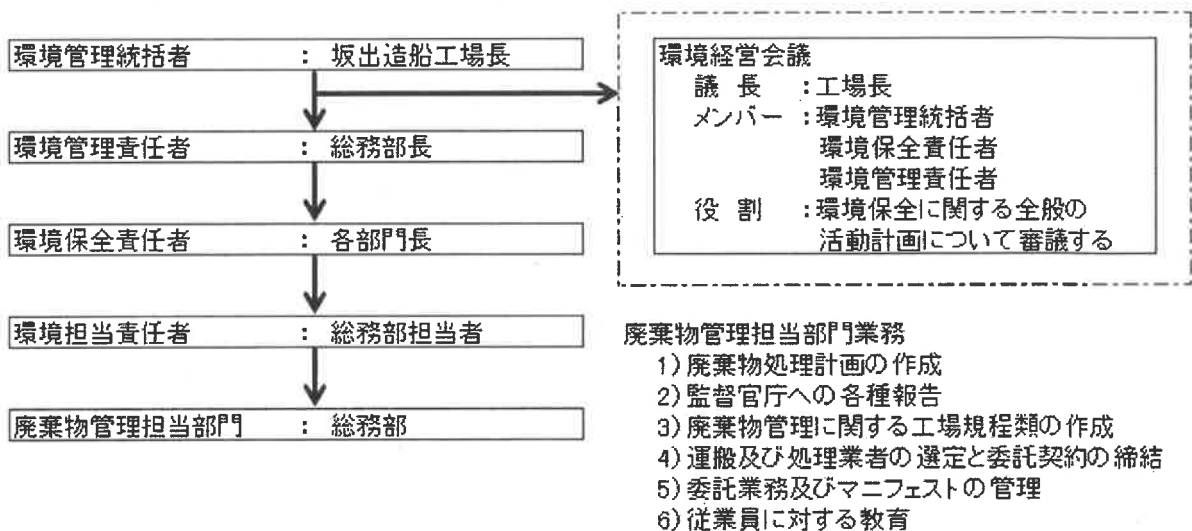 環境管理統括者 : 坂出造船工場長
環境管理責任者 : 総務部長
環境保全責任者 : 各部門長
環境担当責任者 : 総務部担当者
廃棄物管理担当部門 : 総務部
環境経営会議
議 長 :工場長
メンバー :環境管理統括者
環境保全責任者
環境管理責任者
役 割 :環境保全に関する全般の
活動計画について審議する
廃棄物管理担当部門業務
1)廃棄物処理計画の作成
2)監督官庁への各種報告
3)廃棄物管理に関する工場規程類の作成
4)運搬及び処理業者の選定と委託契約の締結
5)委託業務及びマニフェストの管理
6)従業員に対する教育